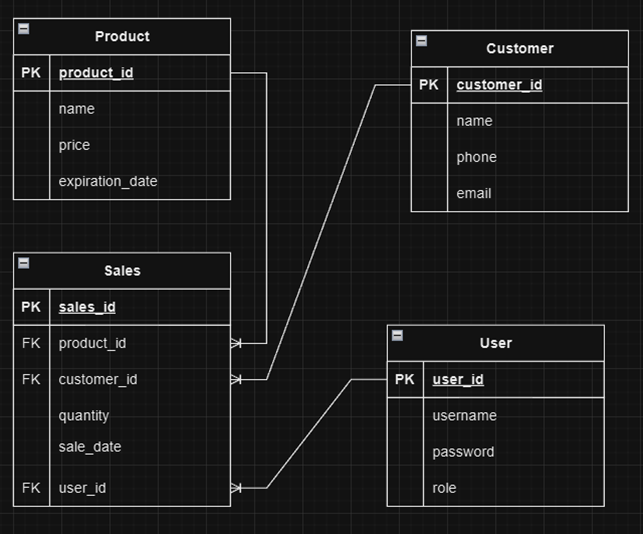 Product
PK product_id
name
price
expiration_date
Customer
PK customer_id
name
phone
email
Sales
PK sales_id
FK product_id
FK customer_id
quantity
sale_date
FK user_id
User
PK user_id
username
password
role